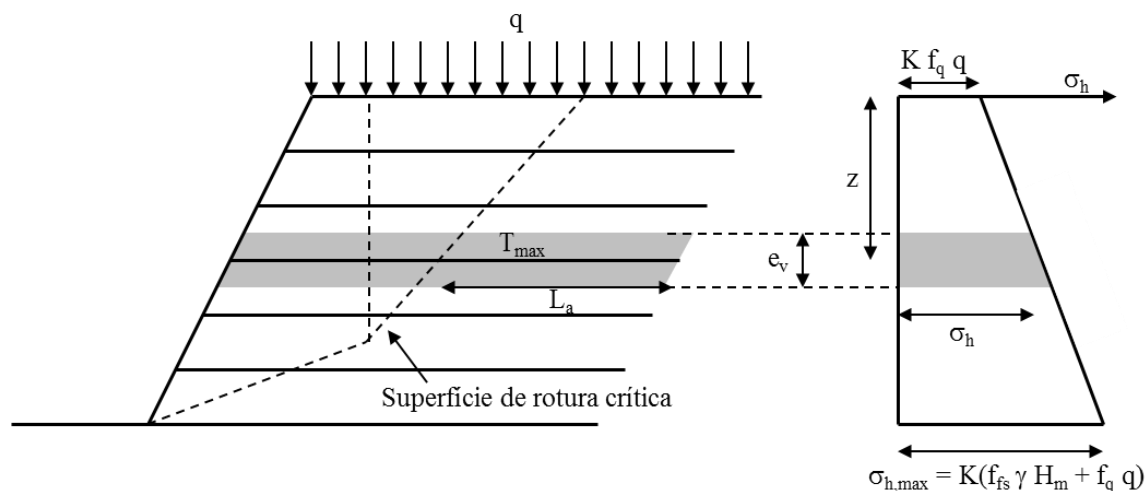 q
K f_q q
σ_h
z
T_max
e_v
L_a
σ_h
Superfície de rotura crítica
σ_h,max = K(f_fs γ H_m + f_q q)